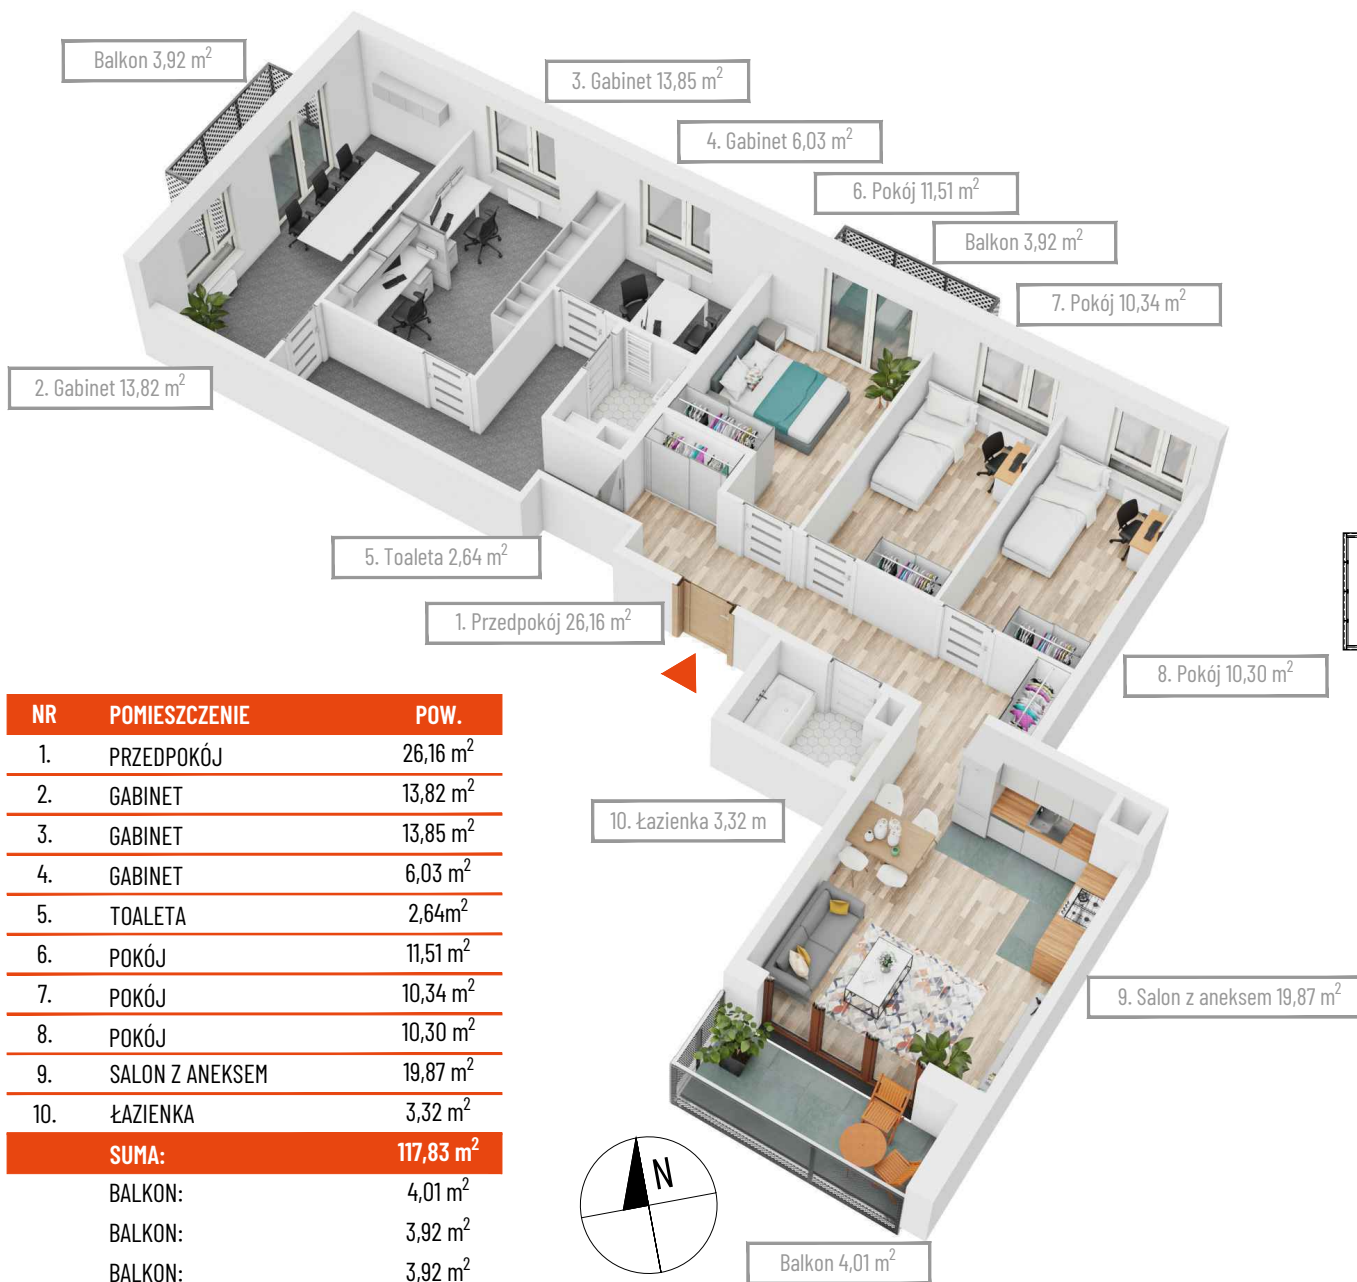 Balkon 3,92 m²
3. Gabinet 13,85 m²
4. Gabinet 6,03 m²
6. Pokój 11,51 m²
Balkon 3,92 m²
7. Pokój 10,34 m²
2. Gabinet 13,82 m²
5. Toaleta 2,64 m²
1. Przedpokój 26,16 m²
8. Pokój 10,30 m²
10. Łazienka 3,32 m
9. Salon z aneksem 19,87 m²
Balkon 4,01 m²
NR POMIESZCZENIE POW.
1. PRZEDPOKÓJ 26,16 m²
2. GABINET 13,82 m²
3. GABINET 13,85 m²
4. GABINET 6,03 m²
5. TOALETA 2,64m²
6. POKÓJ 11,51 m²
7. POKÓJ 10,34 m²
8. POKÓJ 10,30 m²
9. SALON Z ANEKSEM 19,87 m²
10. ŁAZIENKA 3,32 m²
SUMA: 117,83 m²
BALKON: 4,01 m²
BALKON: 3,92 m²
BALKON: 3,92 m²
N